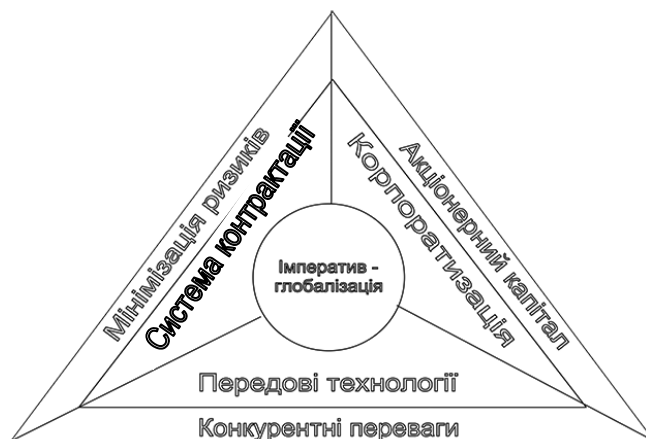 Мінімізація ризиків
Система контрактації
Корпоратизація
Акціонерний капітал
Імператив -
глобалізація
Передові технології
Конкурентні переваги